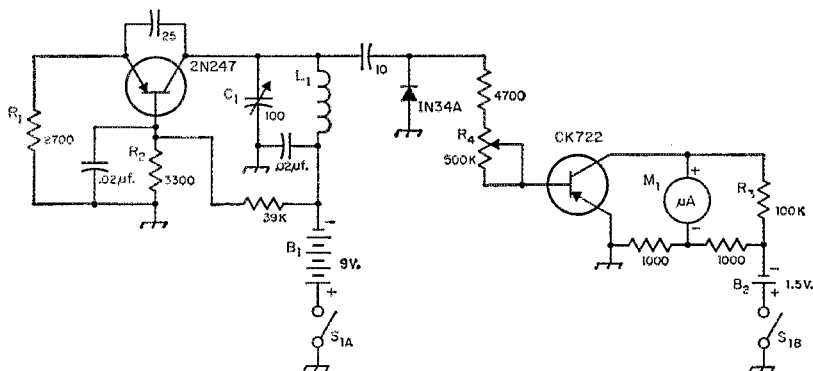 25
2N247
R1
2700
.02µf.
R2
3300
C1
100
L1
.02µf.
39K
B1
9V.
S1A
10
IN34A
4700
R4
500K
CK722
M1
µA
R3
100K
1000
1000
B2
1.5V.
S1B